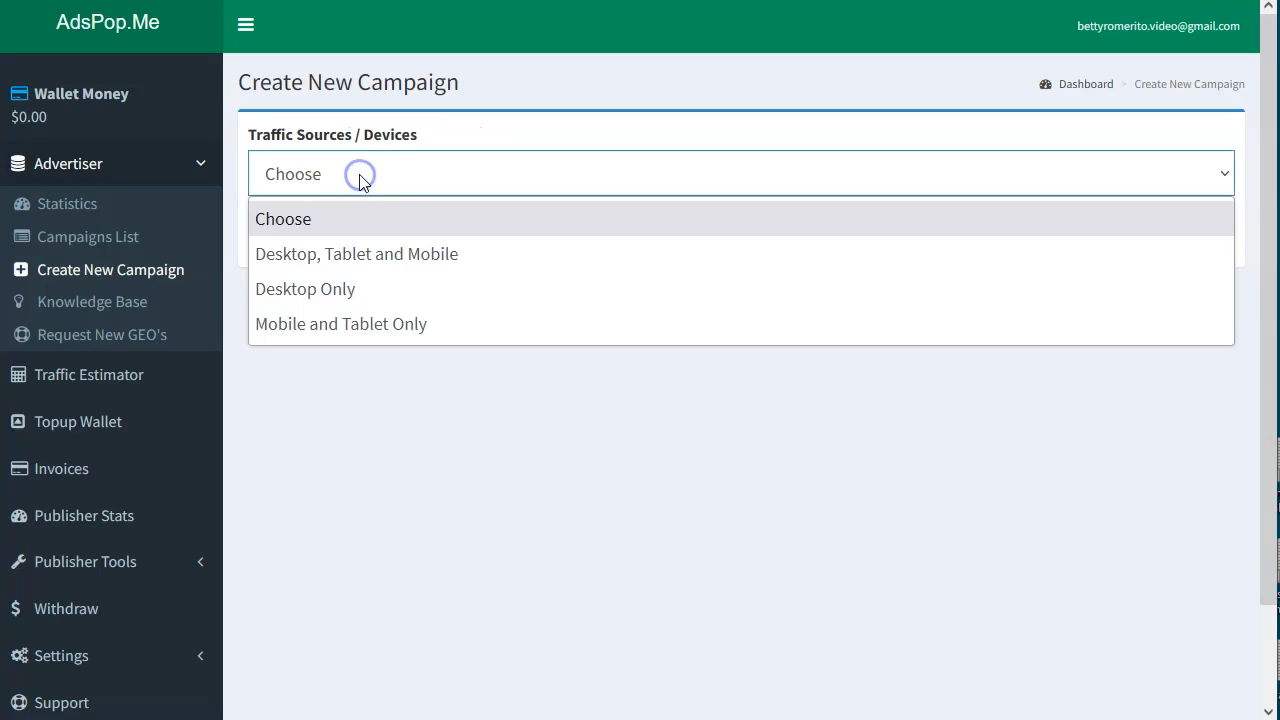 AdsPop.Me
bettyromerito.video@gmail.com
Wallet Money
$0.00
Advertiser
Statistics
Campaigns List
Create New Campaign
Knowledge Base
Request New GEO's
Traffic Estimator
Topup Wallet
Invoices
Publisher Stats
Publisher Tools
Withdraw
Settings
Support
Create New Campaign
Dashboard > Create New Campaign
Traffic Sources / Devices
Choose
Choose
Desktop, Tablet and Mobile
Desktop Only
Mobile and Tablet Only